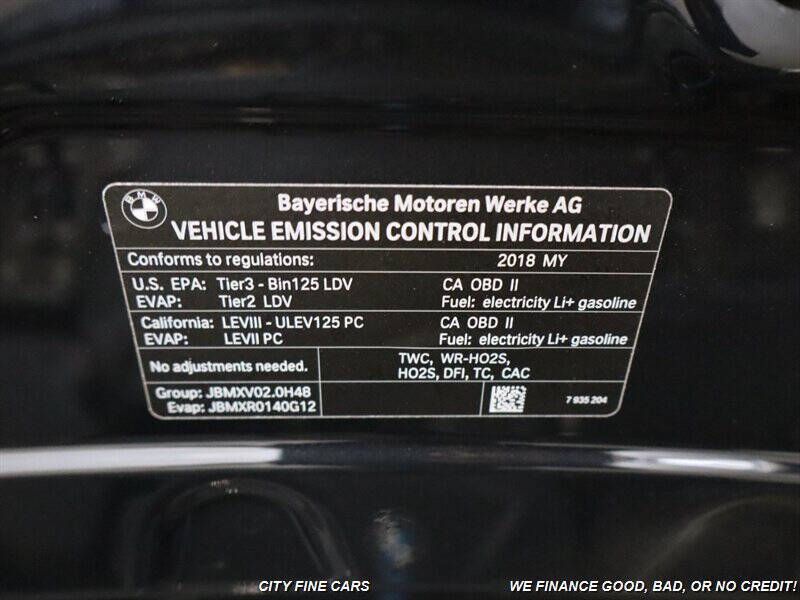 BMW
Bayerische Motoren Werke AG
VEHICLE EMISSION CONTROL INFORMATION
Conforms to regulations: 2018 MY
U.S. EPA: Tier3 - Bin125 LDV CA OBD II
EVAP: Tier2 LDV Fuel: electricity Li+ gasoline
California: LEVIII - ULEV125 PC CA OBD II
EVAP: LEVII PC Fuel: electricity Li+ gasoline
No adjustments needed.
TWC, WR-HO2S,
HO2S, DFI, TC, CAC
Group: JBMXV02.0H48
Evap: JBMXR0140G12
7 935 204
CITY FINE CARS WE FINANCE GOOD, BAD, OR NO CREDIT!